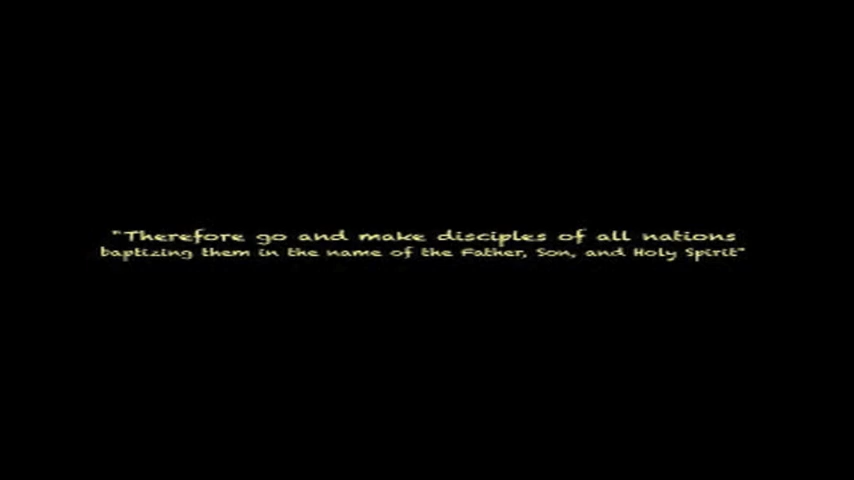 "Therefore go and make disciples of all nations
baptizing them in the name of the Father, Son, and Holy Spirit"